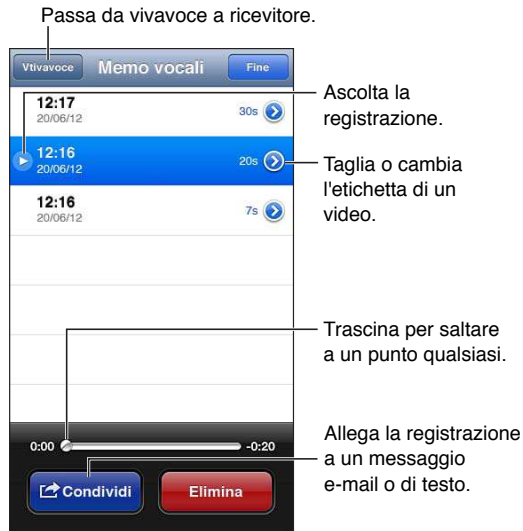 Passa da vivavoce a ricevitore.
Vtivavoce Memo vocali Fine
12:17
20/06/12
30s
Ascolta la
registrazione.
12:16
20/06/12
20s
Taglia o cambia
l'etichetta di un
video.
12:16
20/06/12
7s
Trascina per saltare
a un punto qualsiasi.
0:00 -0:20
Allega la registrazione
a un messaggio
e-mail o di testo.
Condividi Elimina